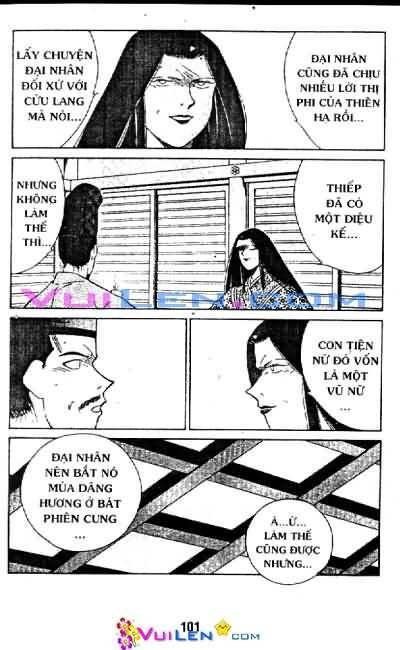 ĐẠI NHÂN
CŨNG ĐÃ CHỊU
NHIỀU LỜI THỊ
PHI CỦA THIÊN
HẠ RỒI...
LẤY CHUYỆN
ĐẠI NHÂN
ĐỐI XỬ VỚI
CỬU LANG
MÀ NÓI...
THIẾP
ĐÃ CÓ
MỘT DIỆU
KẾ...
NHƯNG
KHÔNG
LÀM
THẾ
THÌ...
VUILEN.COM
CON TIỆN
NỮ ĐÓ VỐN
LÀ MỘT
VŨ NỮ
...
ĐẠI NHÂN
NÊN BẮT NÓ
MÚA DÂNG
HƯƠNG Ở BÁT
PHIÊN CUNG
...
À...Ừ...
LÀM THẾ
CŨNG ĐƯỢC
NHƯNG...
101
VUILEN.COM